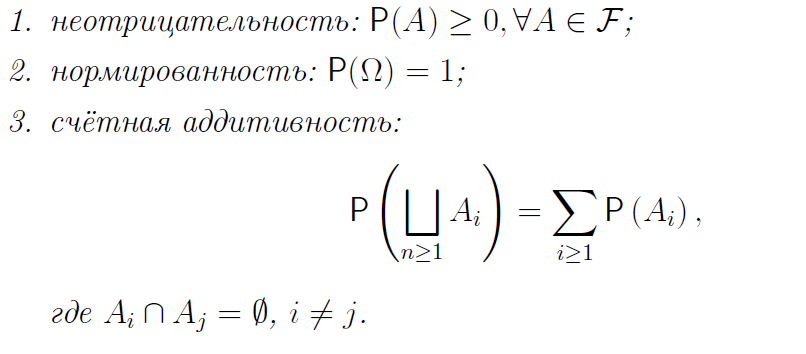 1. неотрицательность: P(A) ≥ 0, ∀A ∈ ℱ;
2. нормированность: P(Ω) = 1;
3. счётная аддитивность:
P(⨆_{n≥1} A_i) = ∑_{i≥1} P(A_i),
где A_i ∩ A_j = ∅, i ≠ j.